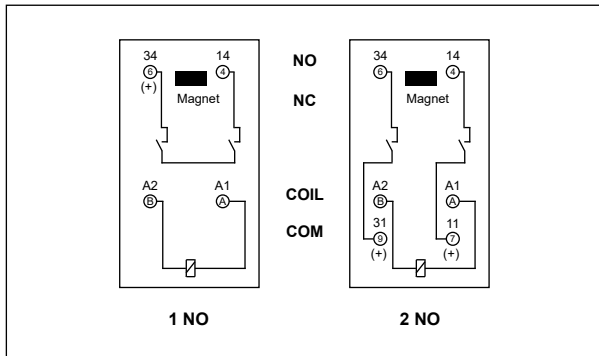 34 14
6 4
(+)
Magnet
A2 A1
B A
1 NO
NO
NC
COIL
COM
34 14
6 4
Magnet
A2 A1
B A
31 11
9 7
(+) (+)
2 NO